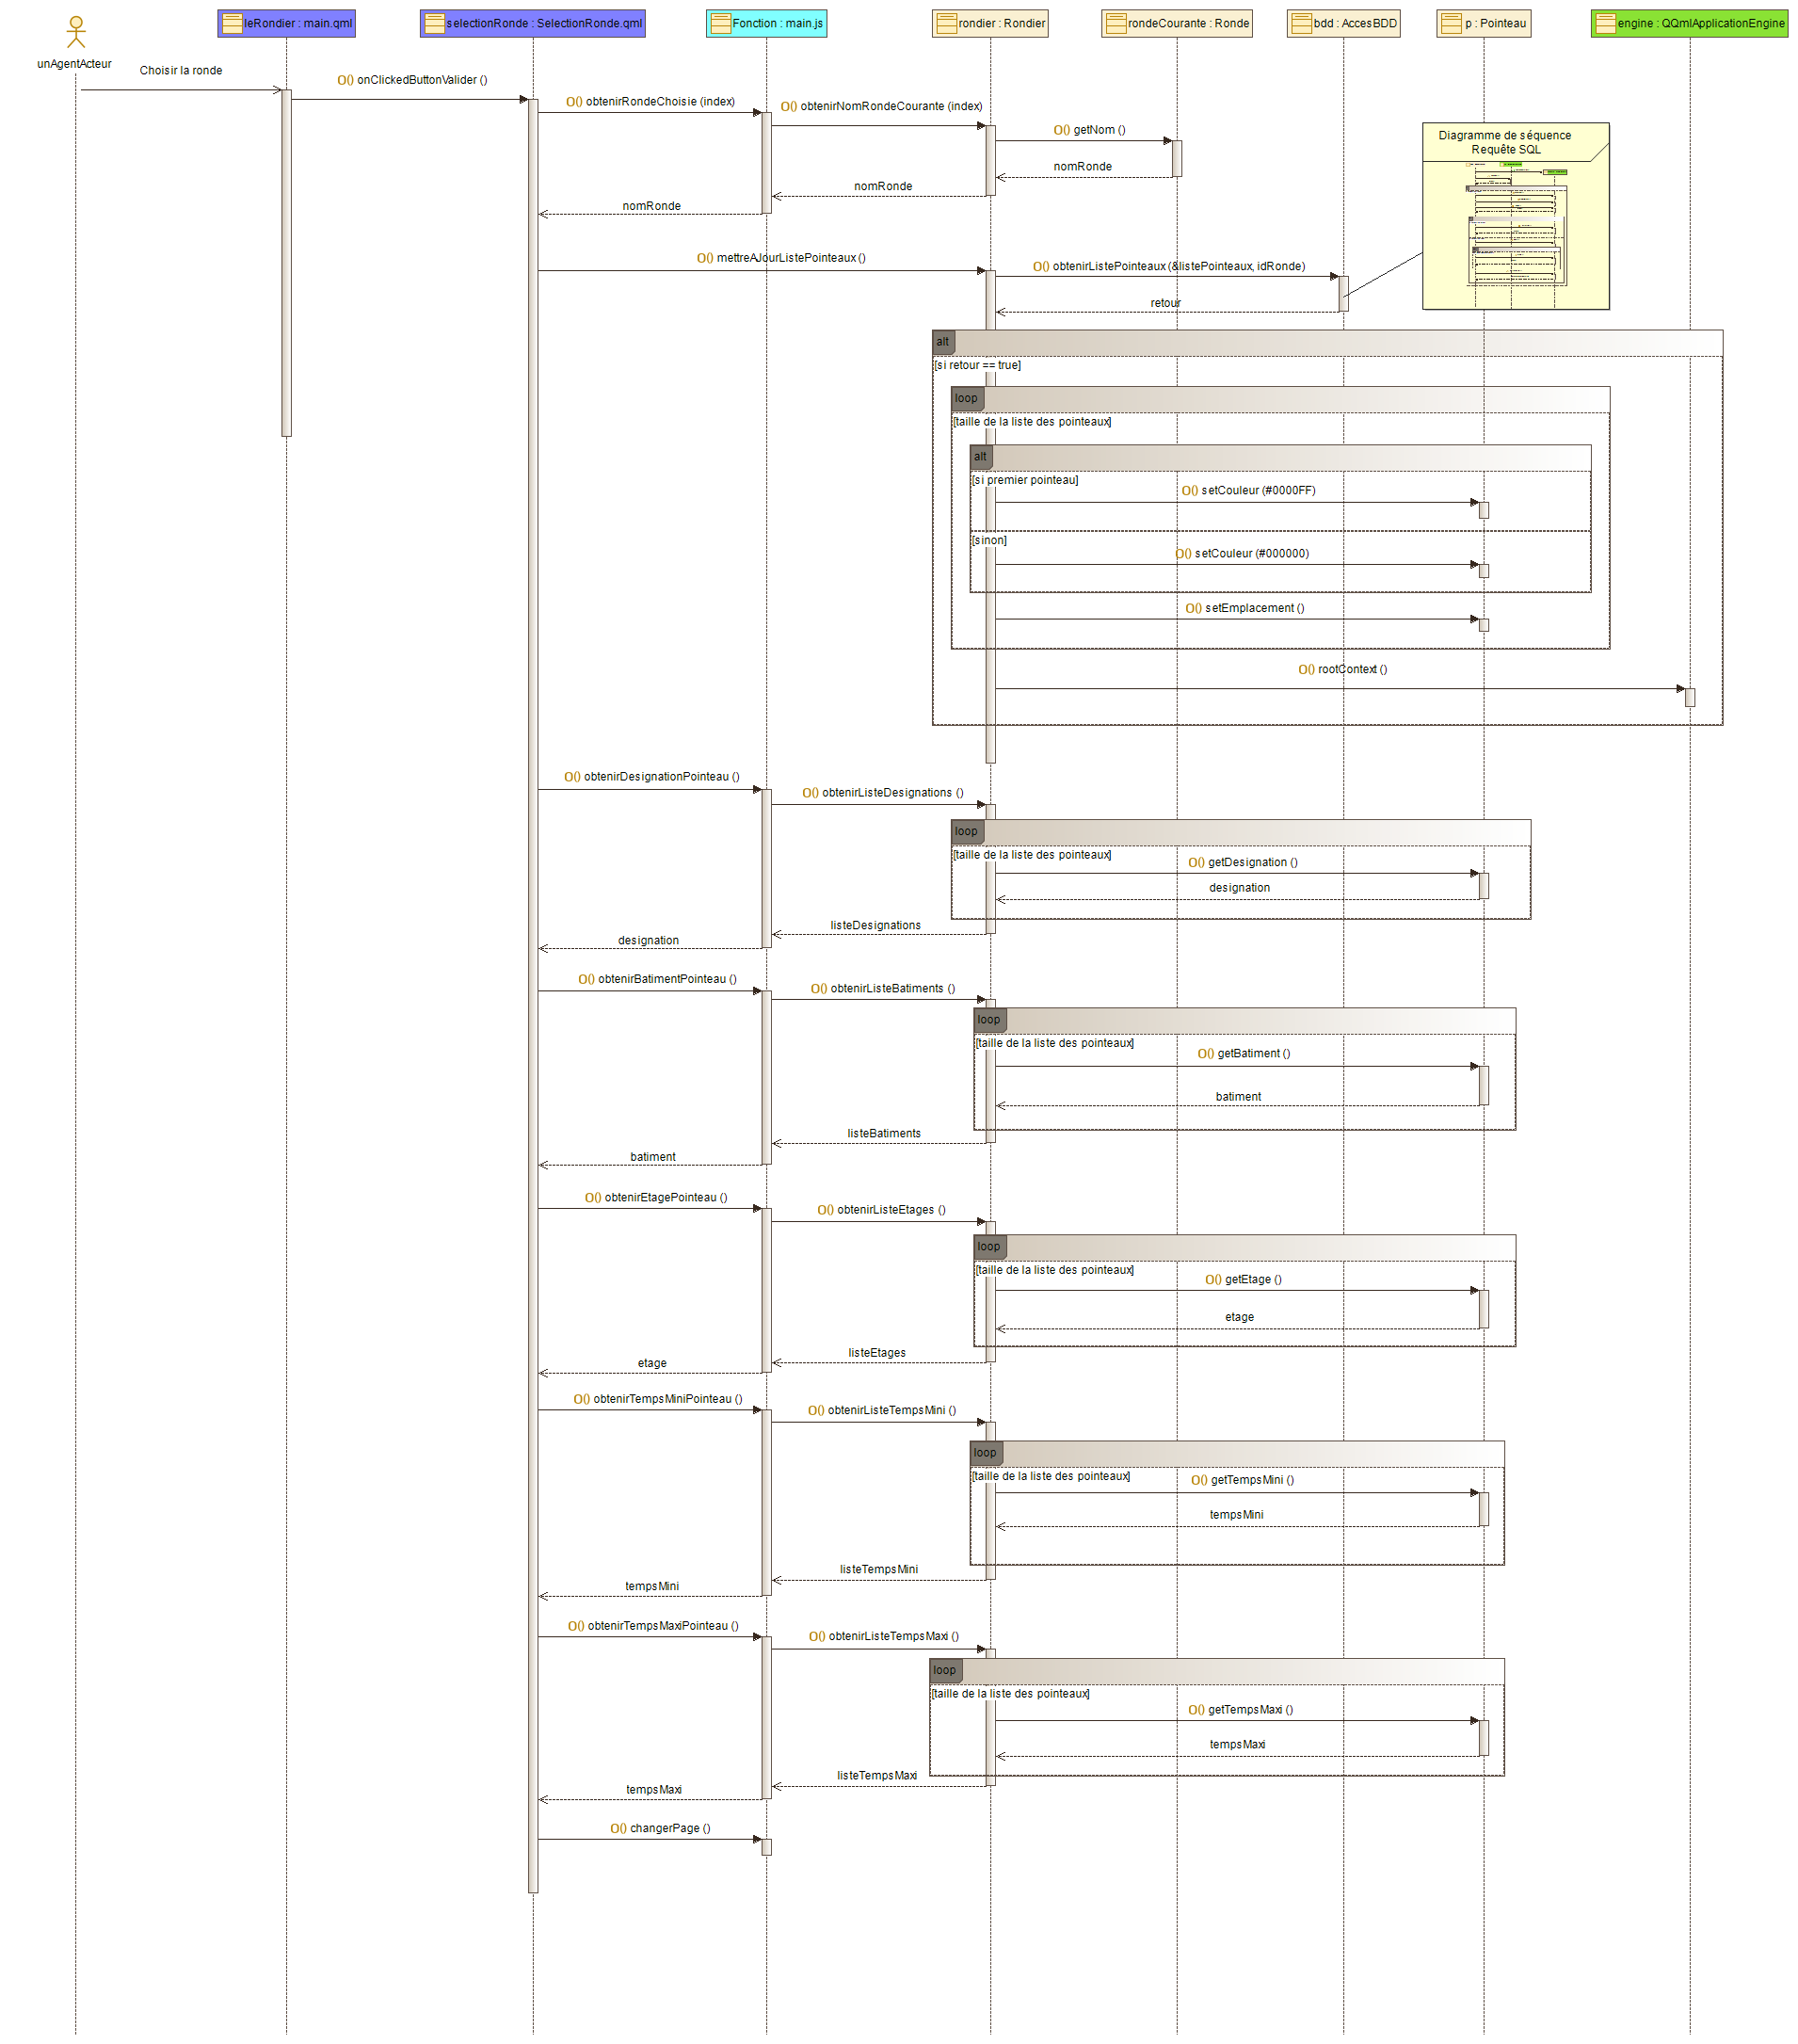 leRondier : main.qml
selectionRonde : SelectionRonde.qml
Fonction : main.js
rondier : Rondier
rondeCourante : Ronde
bdd : AccesBDD
p : Pointeau
engine : QQmlApplicationEngine
unAgentActeur
Choisir la ronde
O() onClickedButtonValider ()
O() obtenirRondeChoisie (index)
O() obtenirNomRondeCourante (index)
O() getNom ()
nomRonde
nomRonde
nomRonde
Diagramme de séquence
Requête SQL
O() mettreAJourListePointeaux ()
O() obtenirListePointeaux (&listePointeaux, idRonde)
retour
alt
[si retour == true]
loop
[taille de la liste des pointeaux]
alt
[si premier pointeau]
O() setCouleur (#0000FF)
[sinon]
O() setCouleur (#000000)
O() setEmplacement ()
O() rootContext ()
O() obtenirDesignationPointeau ()
O() obtenirListeDesignations ()
loop
[taille de la liste des pointeaux]
O() getDesignation ()
designation
listeDesignations
designation
O() obtenirBatimentPointeau ()
O() obtenirListeBatiments ()
loop
[taille de la liste des pointeaux]
O() getBatiment ()
batiment
listeBatiments
batiment
O() obtenirEtagePointeau ()
O() obtenirListeEtages ()
loop
[taille de la liste des pointeaux]
O() getEtage ()
etage
listeEtages
etage
O() obtenirTempsMiniPointeau ()
O() obtenirListeTempsMini ()
loop
[taille de la liste des pointeaux]
O() getTempsMini ()
tempsMini
listeTempsMini
tempsMini
O() obtenirTempsMaxiPointeau ()
O() obtenirListeTempsMaxi ()
loop
[taille de la liste des pointeaux]
O() getTempsMaxi ()
tempsMaxi
listeTempsMaxi
tempsMaxi
O() changerPage ()